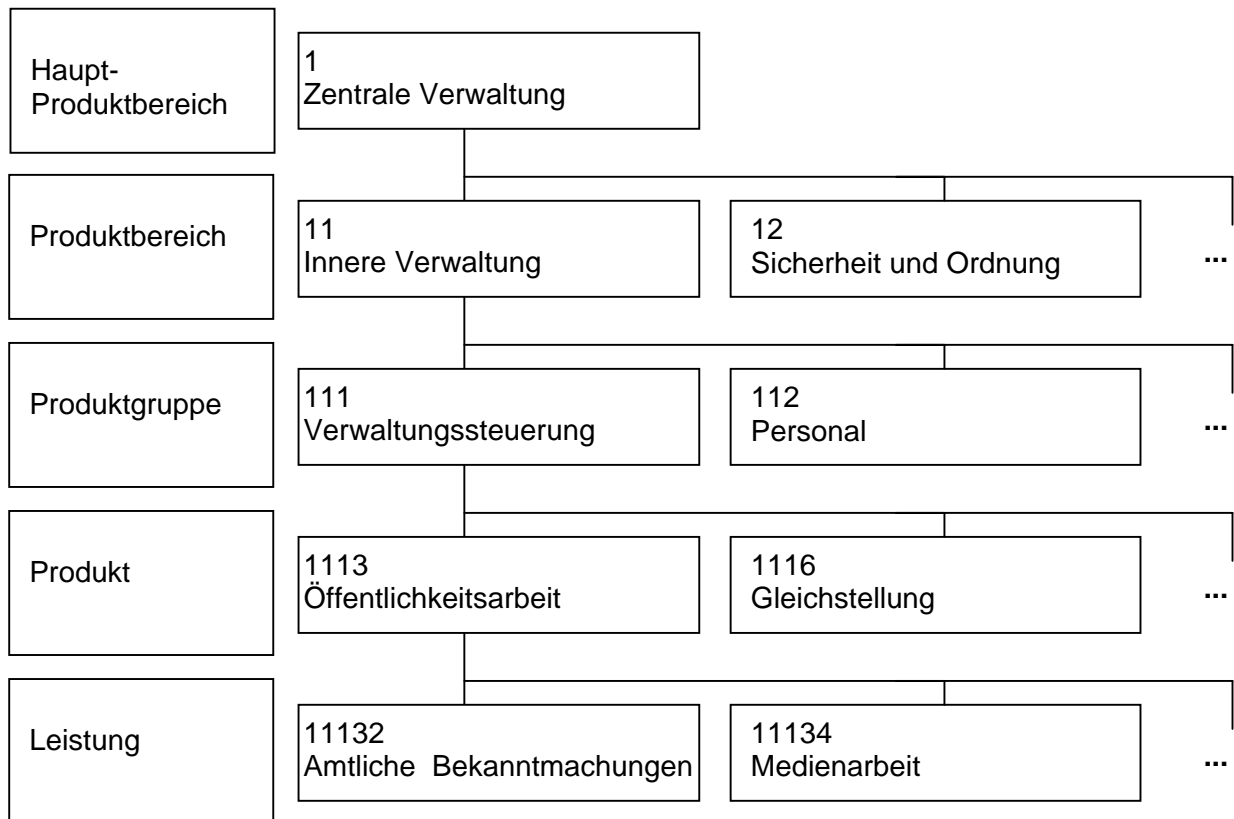 Haupt-
Produktbereich
1
Zentrale Verwaltung
Produktbereich
11
Innere Verwaltung
12
Sicherheit und Ordnung
...
Produktgruppe
111
Verwaltungssteuerung
112
Personal
...
Produkt
1113
Öffentlichkeitsarbeit
1116
Gleichstellung
...
Leistung
11132
Amtliche Bekanntmachungen
11134
Medienarbeit
...